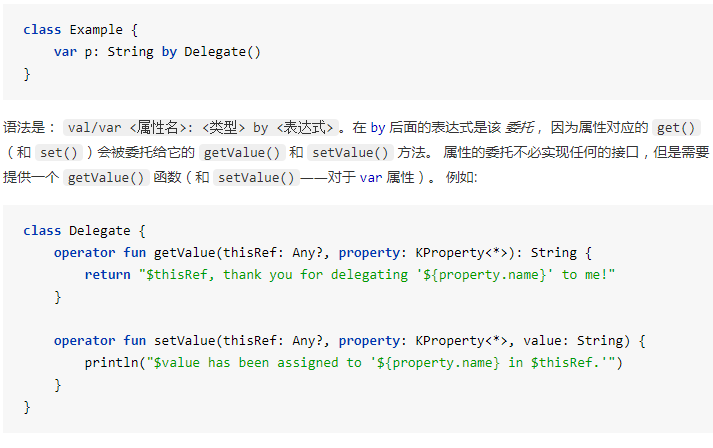 class Example {
    var p: String by Delegate()
}
语法是： val/var <属性名>: <类型> by <表达式> 。在 by 后面的表达式是该 委托， 因为属性对应的 get()
（和 set() ）会被委托给它的 getValue() 和 setValue() 方法。 属性的委托不必实现任何的接口，但是需要
提供一个 getValue() 函数（和 setValue() ——对于 var 属性）。 例如:
class Delegate {
    operator fun getValue(thisRef: Any?, property: KProperty<*>): String {
        return "$thisRef, thank you for delegating '${property.name}' to me!"
    }
    operator fun setValue(thisRef: Any?, property: KProperty<*>, value: String) {
        println("$value has been assigned to '${property.name} in $thisRef.'")
    }
}